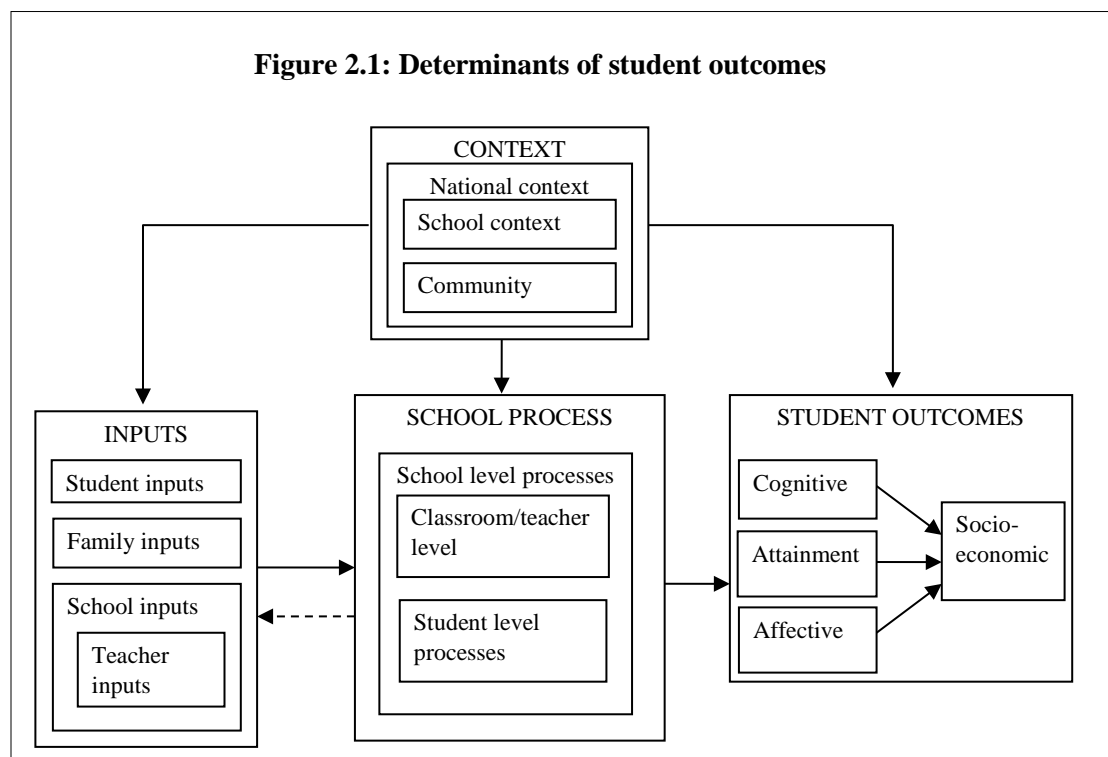 Figure 2.1: Determinants of student outcomes
CONTEXT
National context
School context
Community
INPUTS
Student inputs
Family inputs
School inputs
Teacher
inputs
SCHOOL PROCESS
School level processes
Classroom/teacher
level
Student level
processes
STUDENT OUTCOMES
Cognitive
Attainment
Affective
Socio-
economic